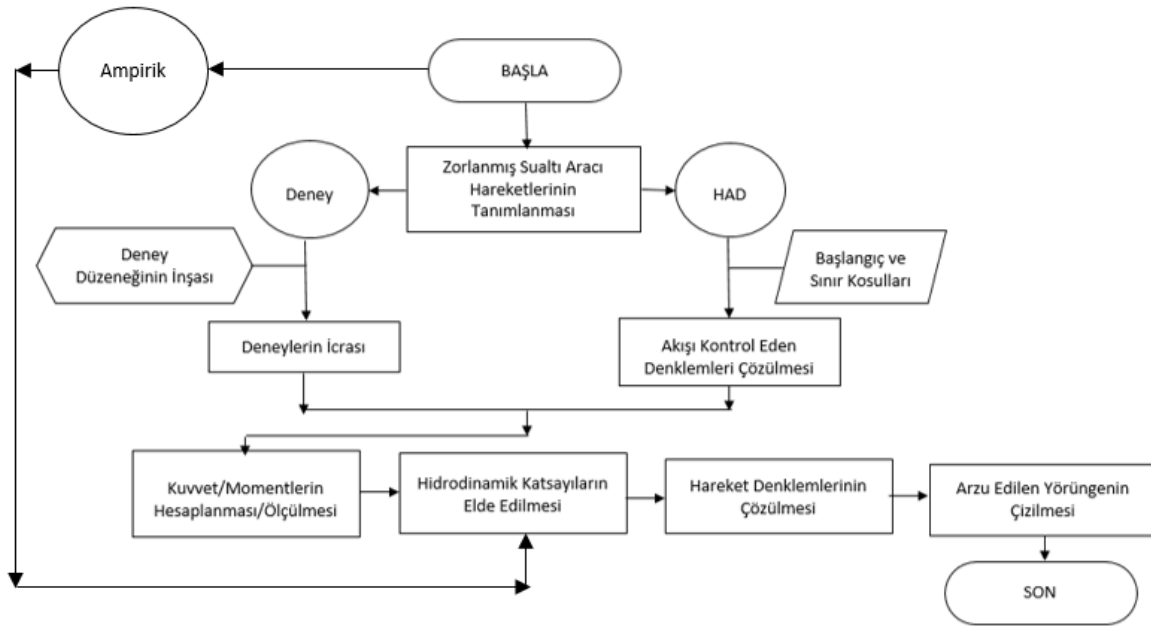 Ampirik
BAŞLA
Zorlanmış Sualtı Aracı
Hareketlerinin
Tanımlanması
Deney
HAD
Deney
Düzeneğinin İnşası
Başlangıç ve
Sınır Kosulları
Deneylerin İcrası
Akışı Kontrol Eden
Denklemleri Çözülmesi
Kuvvet/Momentlerin
Hesaplanması/Ölçülmesi
Hidrodinamik Katsayıların
Elde Edilmesi
Hareket Denklemlerinin
Çözülmesi
Arzu Edilen Yörüngenin
Çizilmesi
SON